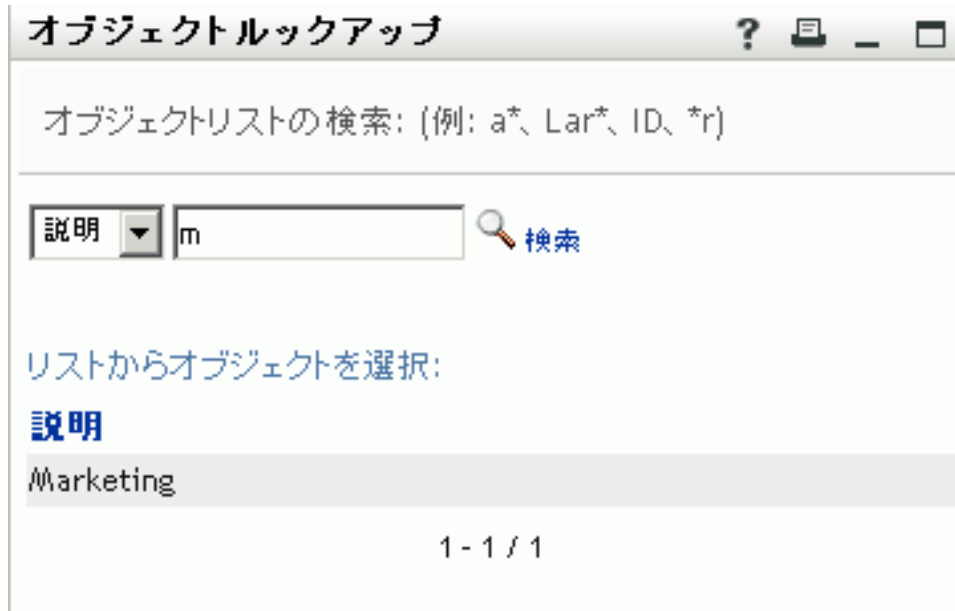 オブジェクトルックアップ ?
オブジェクトリストの検索: (例: a*、Lar*、ID、*r)
説明 m 検索
リストからオブジェクトを選択:
説明
Marketing
1 - 1 / 1